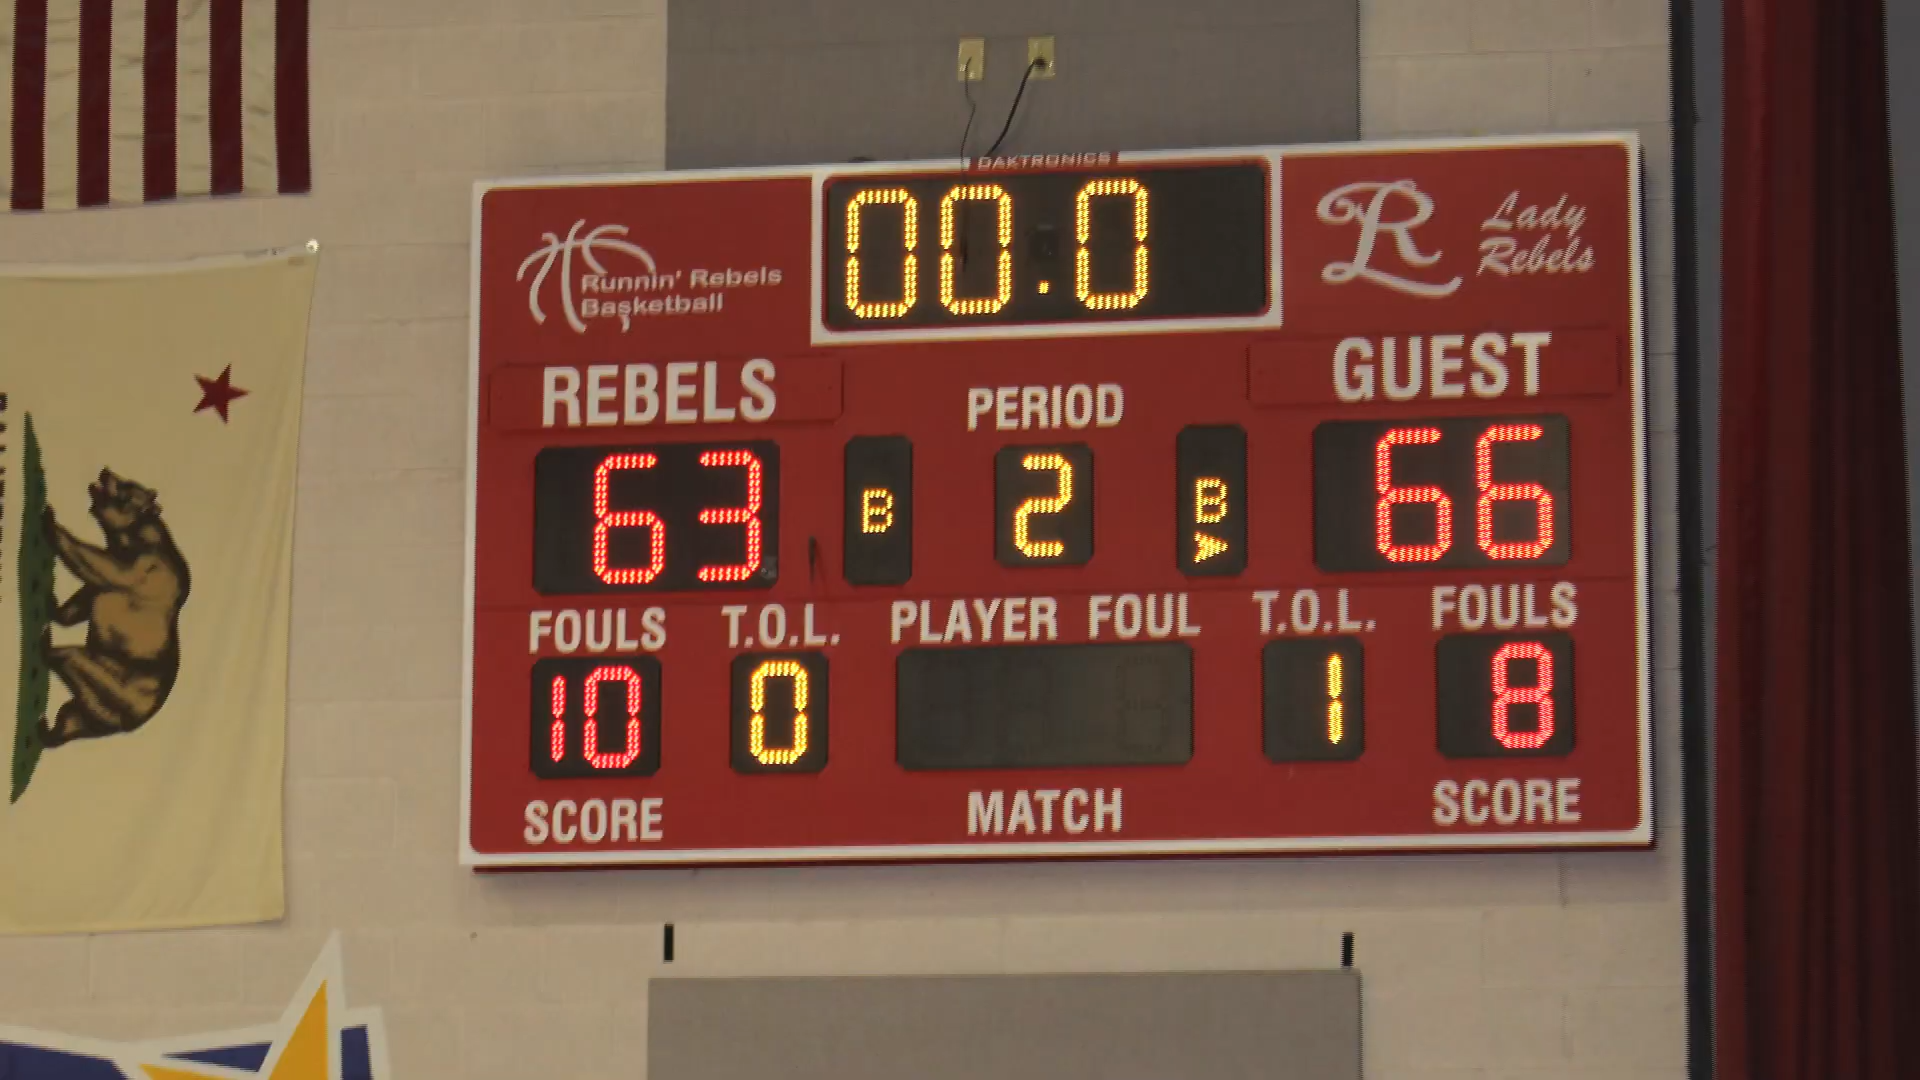 DAKTRONICS
00.0
Runnin' Rebels
Basketball
R Lady
Rebels
REBELS
PERIOD
GUEST
63
B
2
B
66
FOULS
T.O.L.
PLAYER FOUL
T.O.L.
FOULS
10
0
1
8
SCORE
MATCH
SCORE